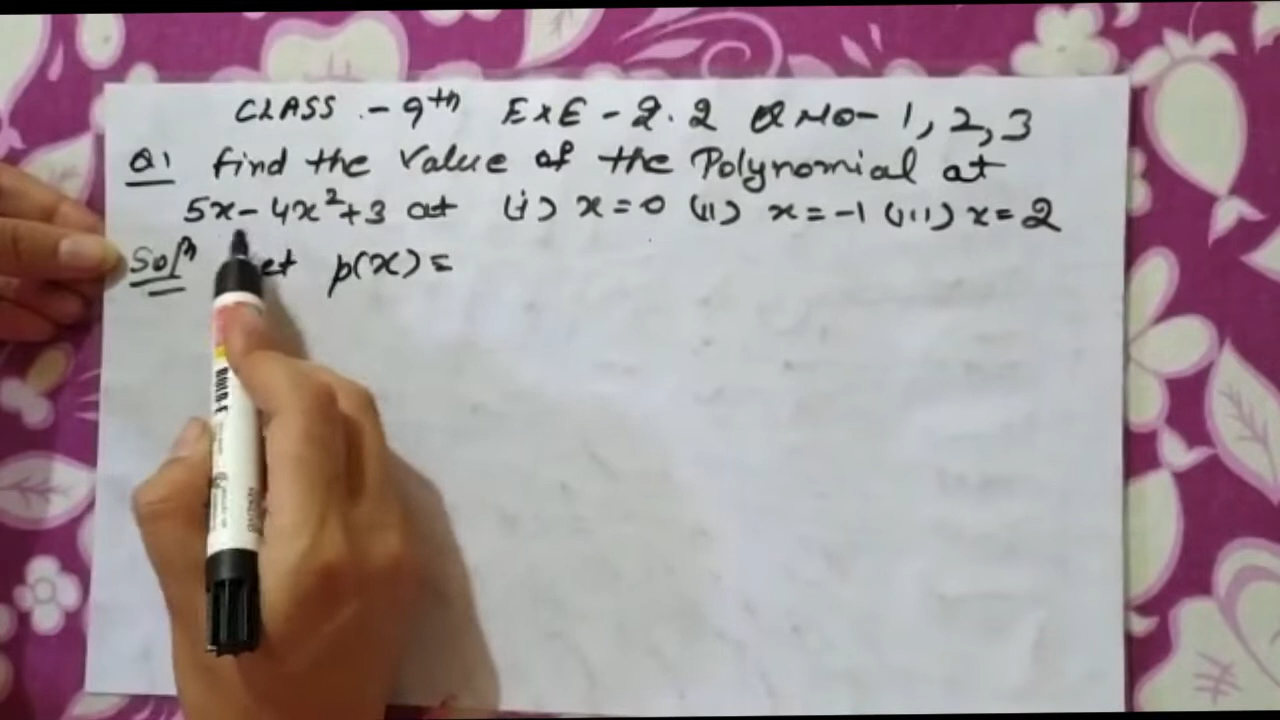 CLASS - 9th EXE - 2.2 Q NO - 1, 2, 3
Q1 find the value of the Polynomial at
5x - 4x² + 3 at (i) x = 0 (ii) x = -1 (iii) x = 2
Solⁿ let p(x) =